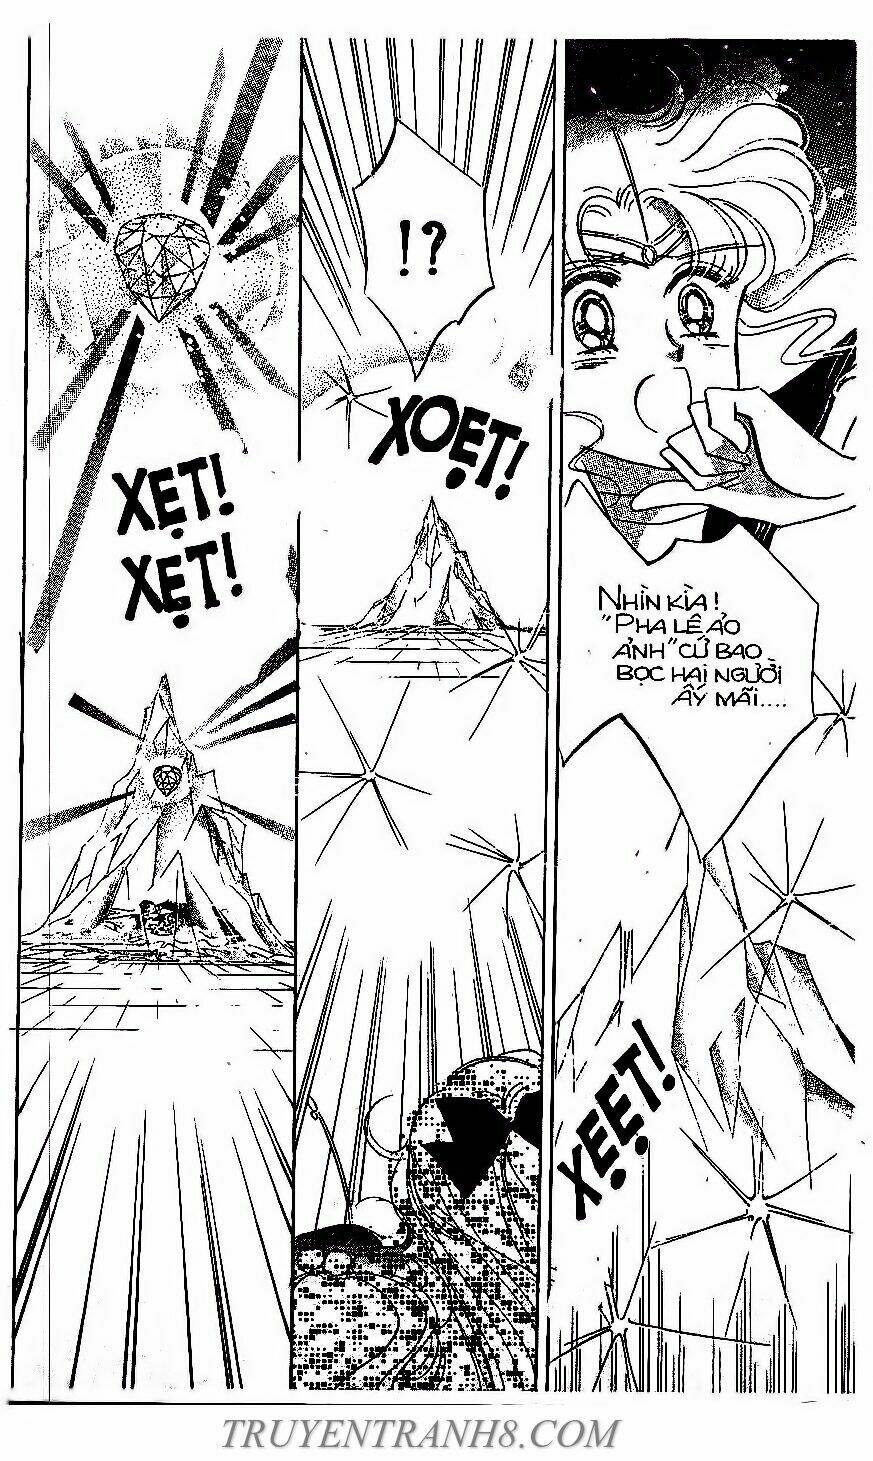 NHÌN KÌA!
"PHA LÊ ẢO
ẢNH" CỨ BAO
BỌC HAI NGƯỜI
ẤY MÃI....
XẸẸT!
!?
XOẸT!
XẸT!
XẸT!
TRUYENTRANH8.COM